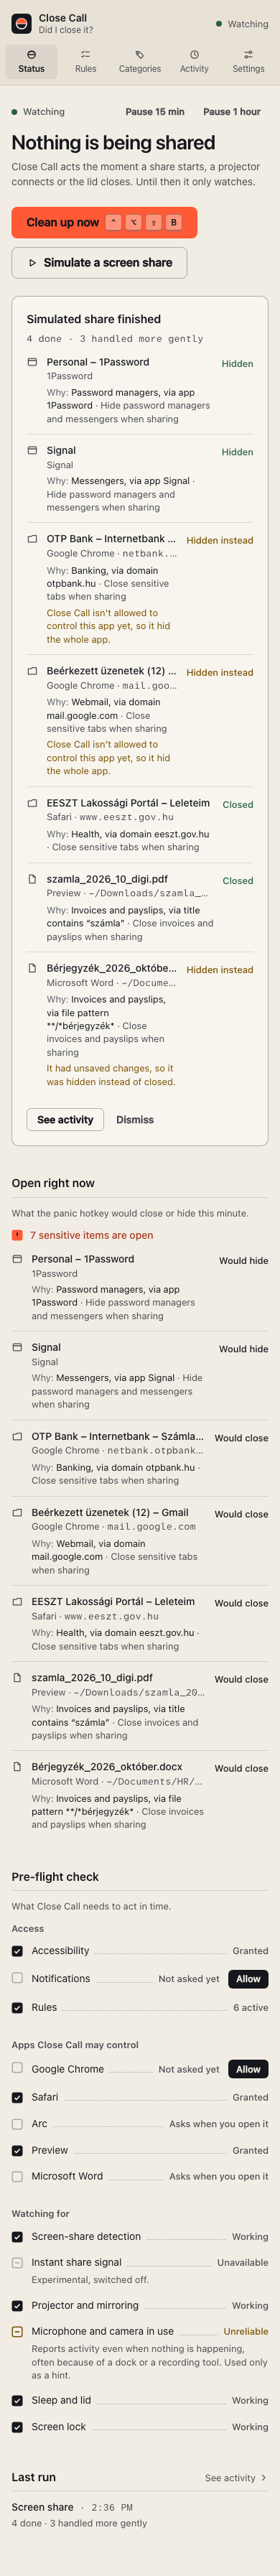 Close Call
Did I close it?
Watching
Status
Rules
Categories
Activity
Settings
Watching
Pause 15 min
Pause 1 hour
Nothing is being shared
Close Call acts the moment a share starts, a projector
connects or the lid closes. Until then it only watches.
Clean up now ⌃ ⌥ ⇧ B
Simulate a screen share
Simulated share finished
4 done · 3 handled more gently
Personal – 1Password
Hidden
1Password
Why: Password managers, via app
1Password · Hide password managers
and messengers when sharing
Signal
Hidden
Signal
Why: Messengers, via app Signal ·
Hide password managers and
messengers when sharing
OTP Bank – Internetbank ...
Hidden instead
Google Chrome · netbank....
Why: Banking, via domain
otpbank.hu · Close sensitive
tabs when sharing
Close Call isn't allowed to
control this app yet, so it hid
the whole app.
Beérkezett üzenetek (12) ...
Hidden instead
Google Chrome · mail.goo...
Why: Webmail, via domain
mail.google.com · Close
sensitive tabs when sharing
Close Call isn't allowed to
control this app yet, so it hid
the whole app.
EESZT Lakossági Portál – Leleteim
Closed
Safari · www.eeszt.gov.hu
Why: Health, via domain eeszt.gov.hu
· Close sensitive tabs when sharing
szamla_2026_10_digi.pdf
Closed
Preview · ~/Downloads/szamla_...
Why: Invoices and payslips, via title
contains “számla” · Close invoices and
payslips when sharing
Bérjegyzék_2026_októbe...
Hidden instead
Microsoft Word · ~/Docume...
Why: Invoices and payslips,
via file pattern
**/*bérjegyzék* · Close
invoices and payslips when
sharing
It had unsaved changes, so it
was hidden instead of closed.
See activity
Dismiss
Open right now
What the panic hotkey would close or hide this minute.
7 sensitive items are open
Personal – 1Password
Would hide
1Password
Why: Password managers, via app
1Password · Hide password managers
and messengers when sharing
Signal
Would hide
Signal
Why: Messengers, via app Signal · Hide
password managers and messengers
when sharing
OTP Bank – Internetbank – Számla...
Would close
Google Chrome · netbank.otpbank...
Why: Banking, via domain otpbank.hu ·
Close sensitive tabs when sharing
Beérkezett üzenetek (12) – Gmail
Would close
Google Chrome · mail.google.com
Why: Webmail, via domain
mail.google.com · Close sensitive tabs
when sharing
EESZT Lakossági Portál – Leleteim
Would close
Safari · www.eeszt.gov.hu
Why: Health, via domain eeszt.gov.hu ·
Close sensitive tabs when sharing
szamla_2026_10_digi.pdf
Would close
Preview · ~/Downloads/szamla_20...
Why: Invoices and payslips, via title
contains “számla” · Close invoices and
payslips when sharing
Bérjegyzék_2026_október.docx
Would close
Microsoft Word · ~/Documents/HR/...
Why: Invoices and payslips, via file
pattern **/*bérjegyzék* · Close invoices
and payslips when sharing
Pre-flight check
What Close Call needs to act in time.
Access
Accessibility Granted
Notifications Not asked yet Allow
Rules 6 active
Apps Close Call may control
Google Chrome Not asked yet Allow
Safari Granted
Arc Asks when you open it
Preview Granted
Microsoft Word Asks when you open it
Watching for
Screen-share detection Working
Instant share signal Unavailable
Experimental, switched off.
Projector and mirroring Working
Microphone and camera in use Unreliable
Reports activity even when nothing is happening,
often because of a dock or a recording tool. Used only
as a hint.
Sleep and lid Working
Screen lock Working
Last run
See activity
Screen share · 2:36 PM
4 done · 3 handled more gently